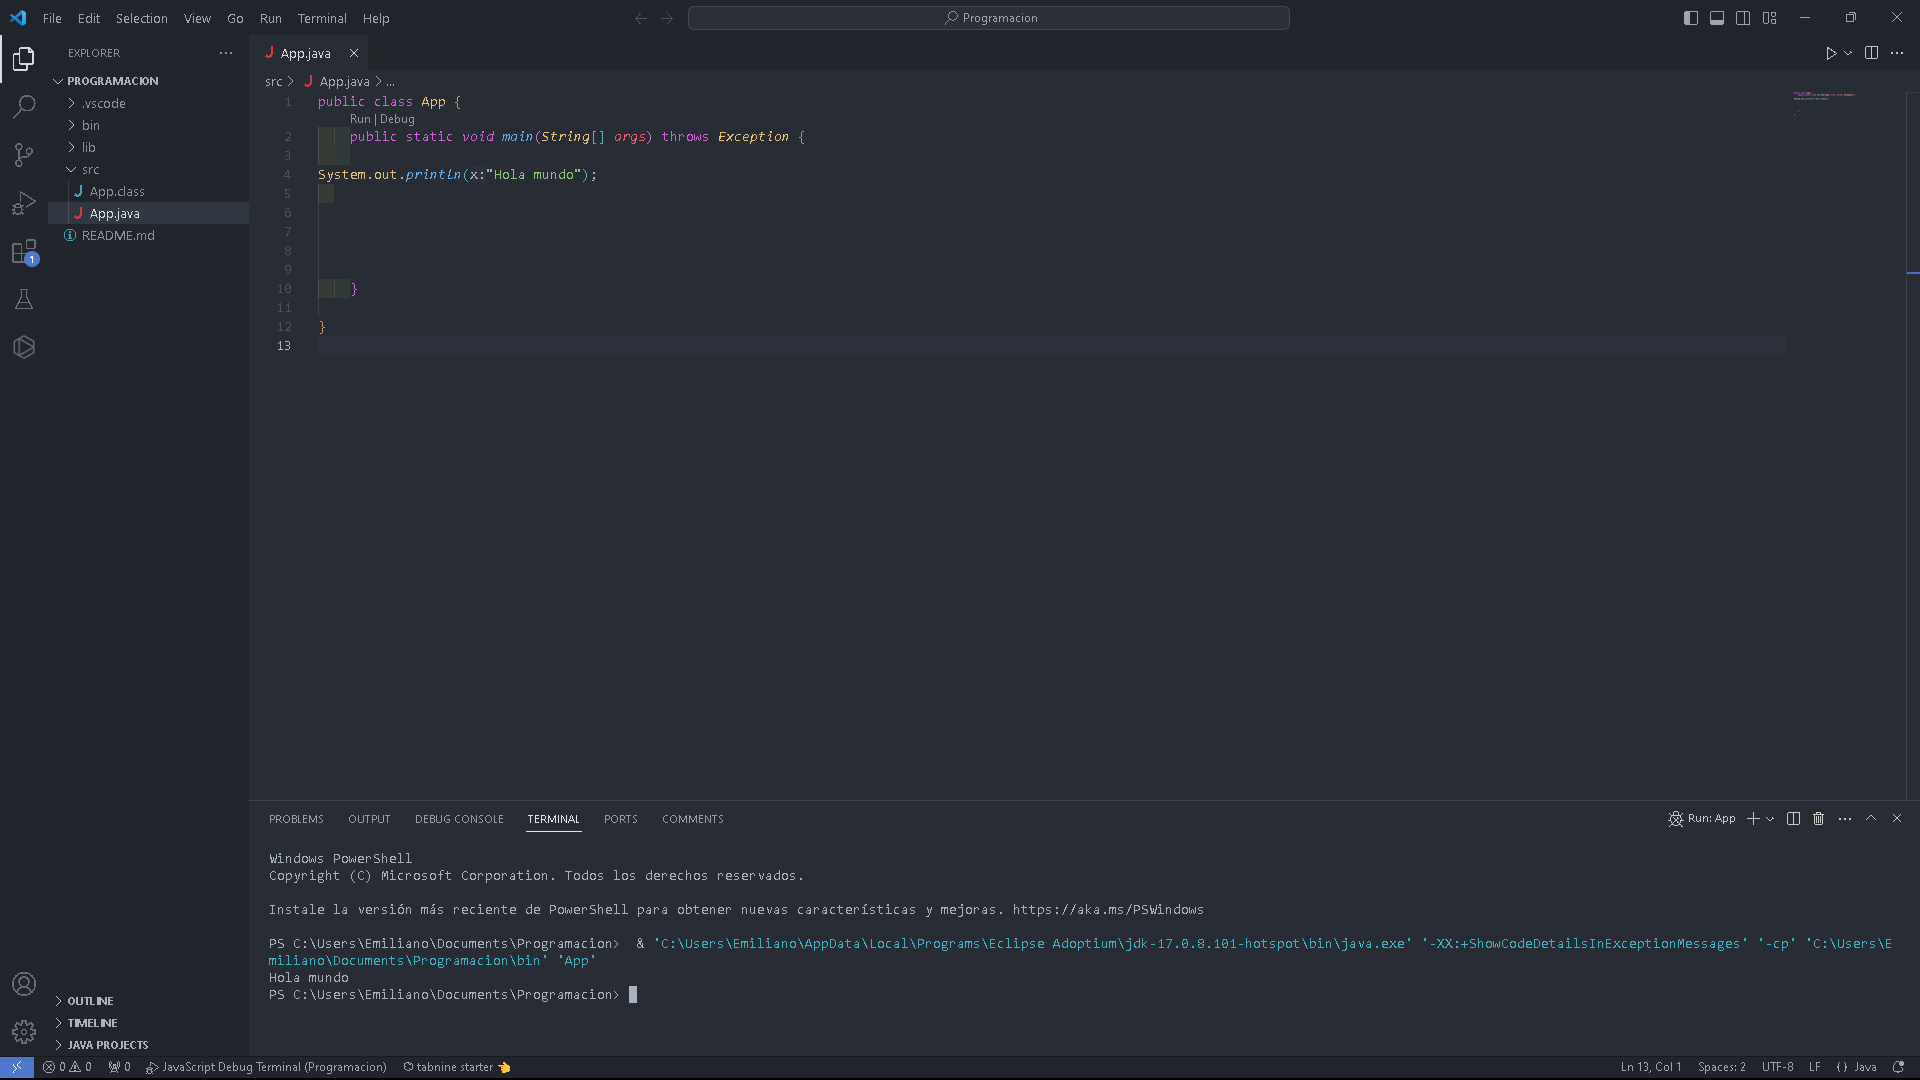 File Edit Selection View Go Run Terminal Help
Programacion
EXPLORER
PROGRAMACION
.vscode
bin
lib
src
App.class
App.java
README.md
OUTLINE
TIMELINE
JAVA PROJECTS
App.java
src > App.java > ...
1 public class App {
Run | Debug
2 public static void main(String[] args) throws Exception {
3
4 System.out.println(x:"Hola mundo");
5
6
7
8
9
10 }
11
12 }
13
PROBLEMS OUTPUT DEBUG CONSOLE TERMINAL PORTS COMMENTS
Run: App
Windows PowerShell
Copyright (C) Microsoft Corporation. Todos los derechos reservados.
Instale la versión más reciente de PowerShell para obtener nuevas características y mejoras. https://aka.ms/PSWindows
PS C:\Users\Emiliano\Documents\Programacion>  & 'C:\Users\Emiliano\AppData\Local\Programs\Eclipse Adoptium\jdk-17.0.8.101-hotspot\bin\java.exe' '-XX:+ShowCodeDetailsInExceptionMessages' '-cp' 'C:\Users\E
miliano\Documents\Programacion\bin' 'App'
Hola mundo
PS C:\Users\Emiliano\Documents\Programacion>
1
0 0 0 JavaScript Debug Terminal (Programacion) tabnine starter Ln 13, Col 1 Spaces: 2 UTF-8 LF {} Java